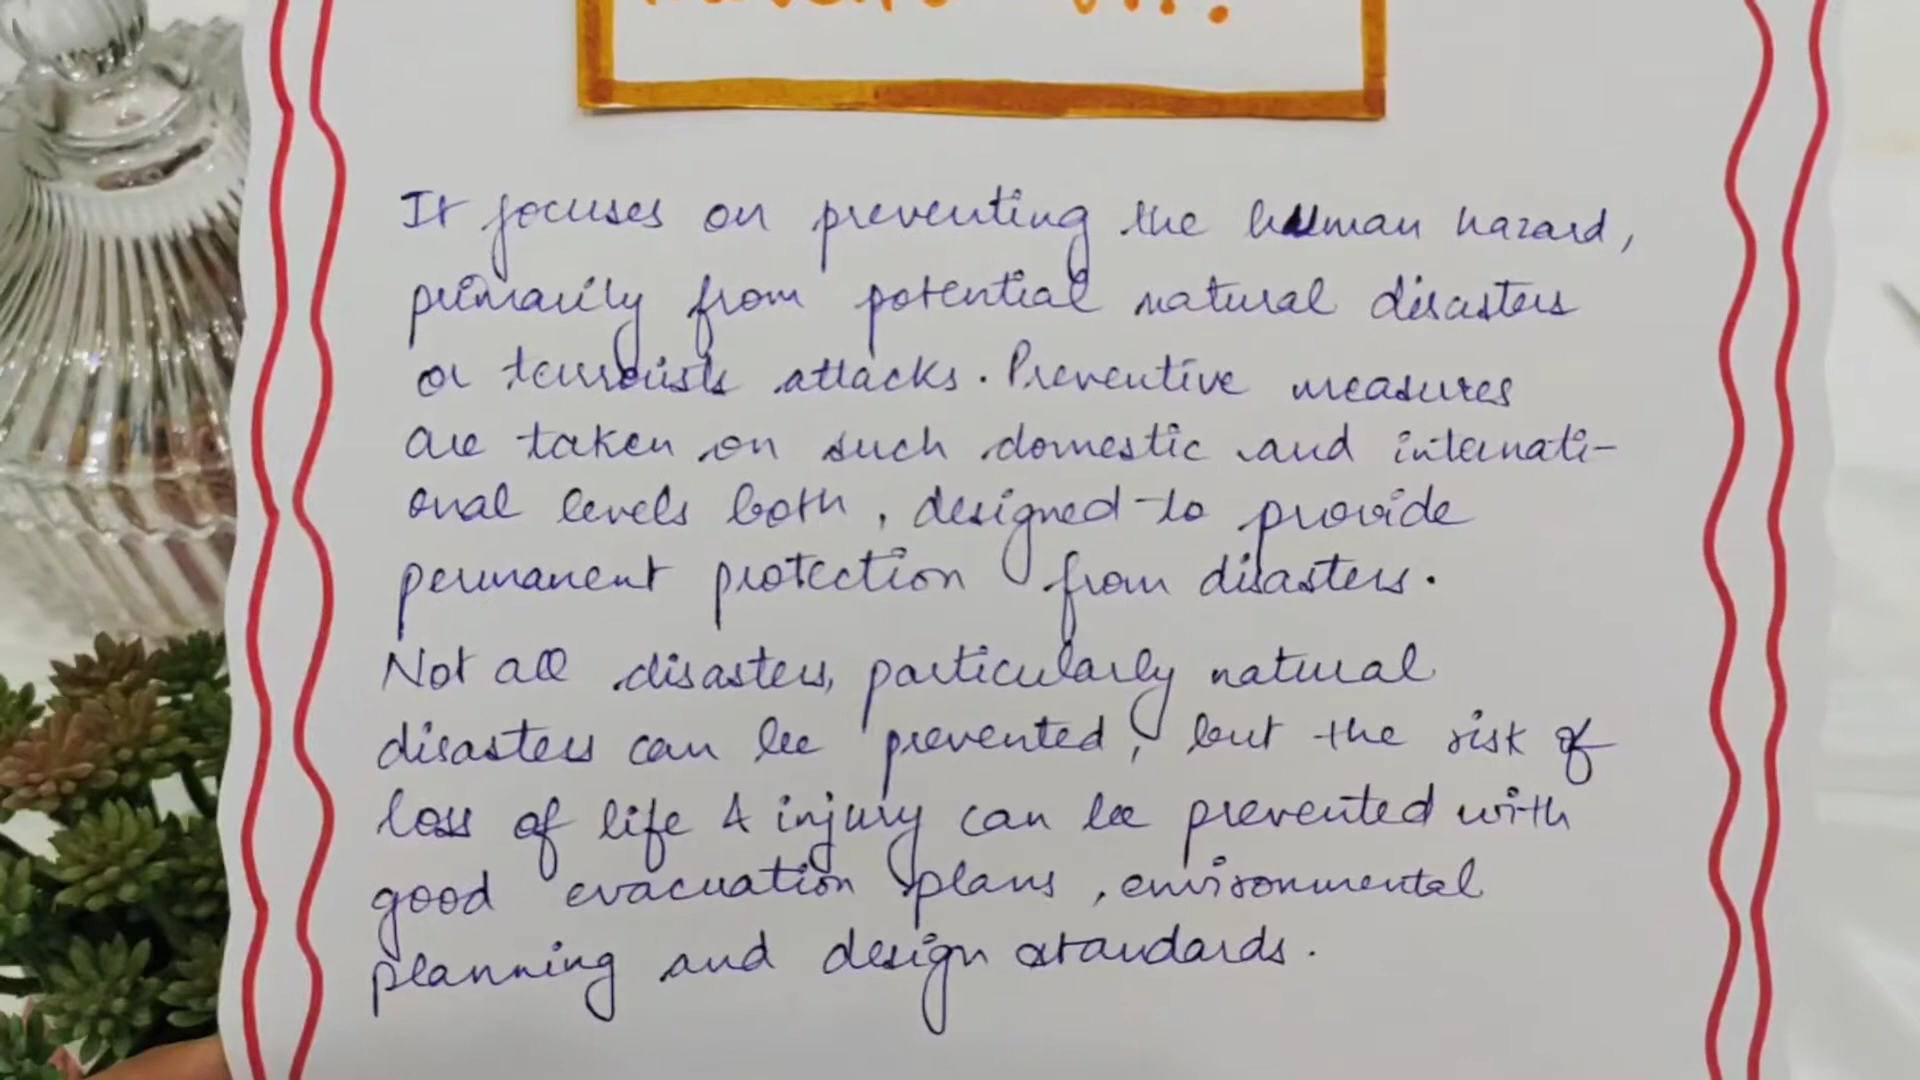 It focuses on preventing the human hazard,
primarily from potential natural disasters
or terroists attacks. Preventive measures
are taken on such domestic and internati-
onal levels both, designed to provide
permanent protection from disasters.
Not all disasters, particularly natural
disasters can be prevented, but the risk of
loss of life & injury can be prevented with
good evacuation plans, environmental
planning and design standards.